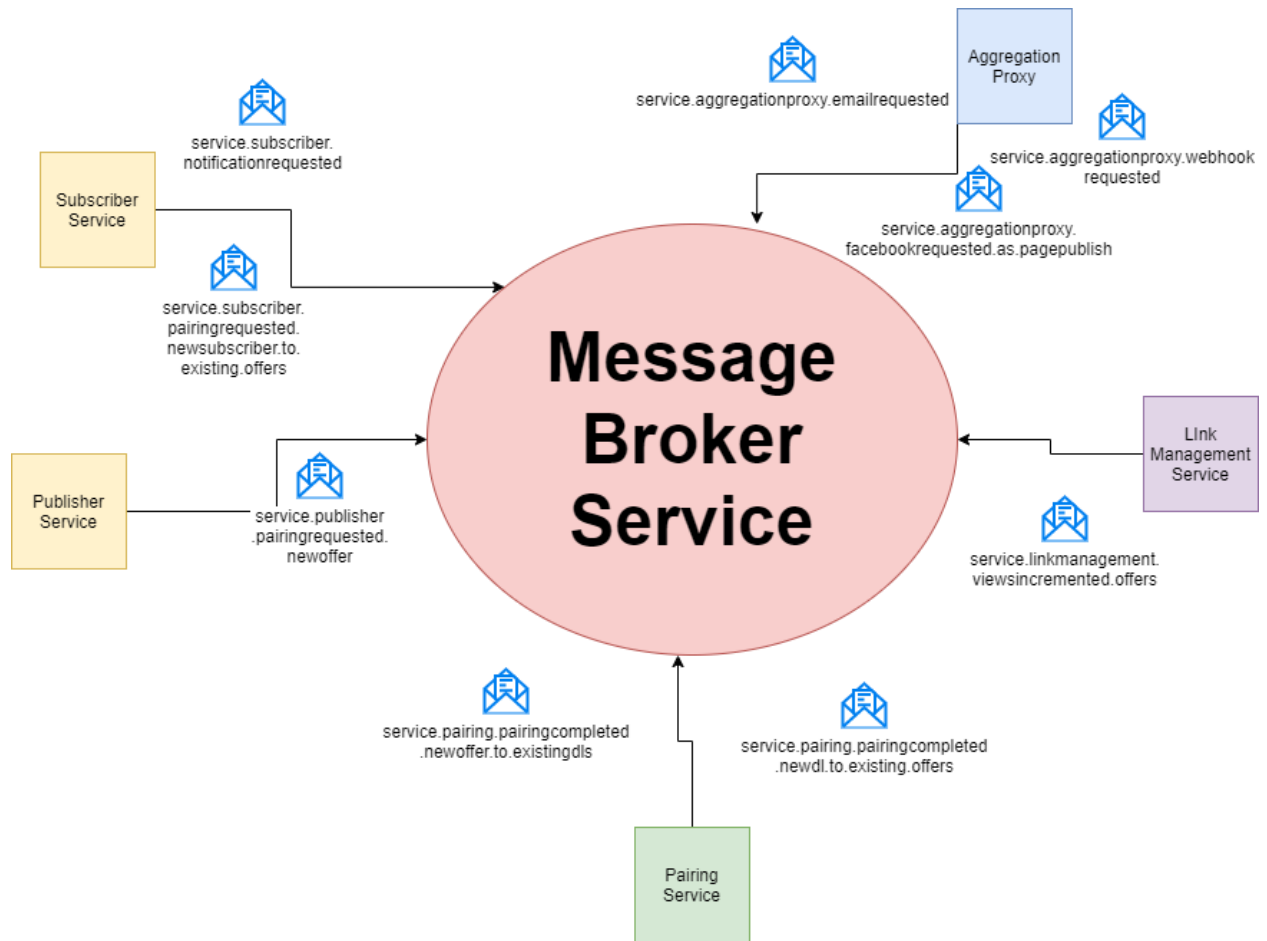 Aggregation
Proxy
service.aggregationproxy.emailrequested
service.aggregationproxy.webhook
requested
service.aggregationproxy.
facebookrequested.as.pagepublish
service.subscriber.
notificationrequested
Subscriber
Service
service.subscriber.
pairingrequested.
newsubscriber.to.
existing.offers
Message
Broker
Service
LInk
Management
Service
Publisher
Service
service.publisher
.pairingrequested.
newoffer
service.linkmanagement.
viewsincremented.offers
service.pairing.pairingcompleted
.newoffer.to.existingdls
service.pairing.pairingcompleted
.newdl.to.existing.offers
Pairing
Service